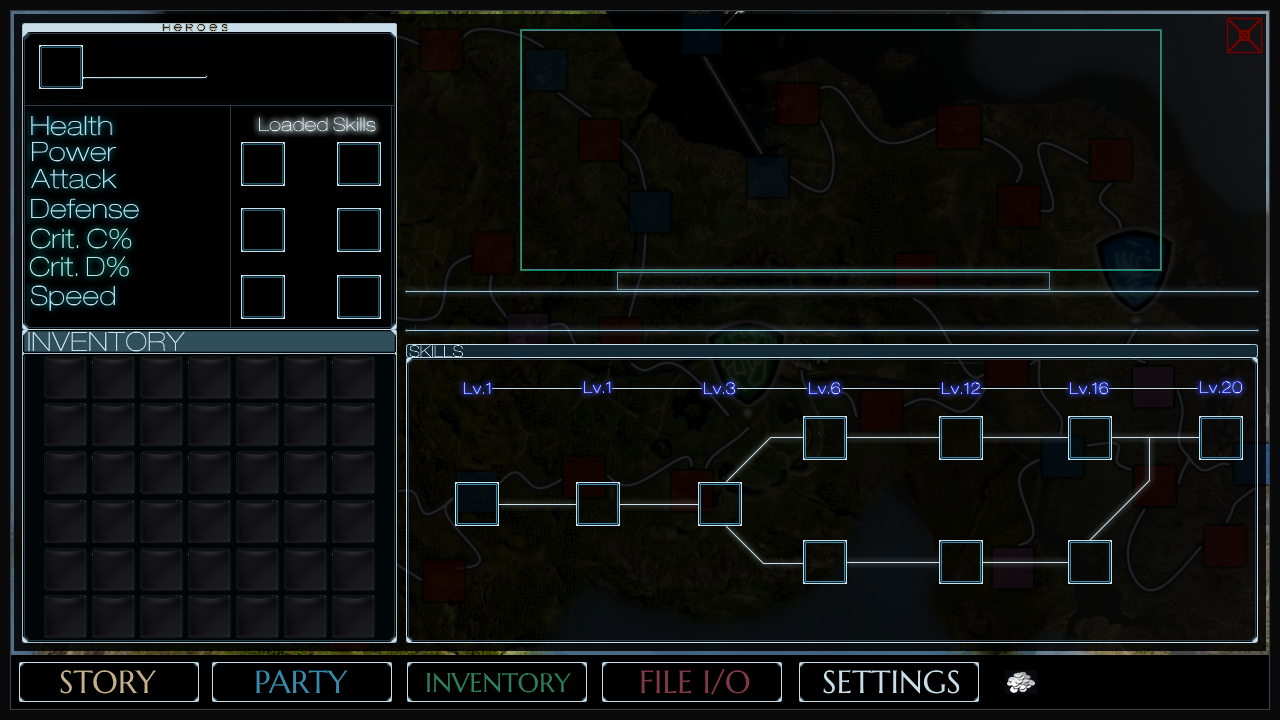 HEROES
Health
Power
Attack
Defense
Crit. C%
Crit. D%
Speed
Loaded Skills
INVENTORY
SKILLS
Lv.1 Lv.1 Lv.3 Lv.6 Lv.12 Lv.16 Lv.20
STORY PARTY INVENTORY FILE I/O SETTINGS